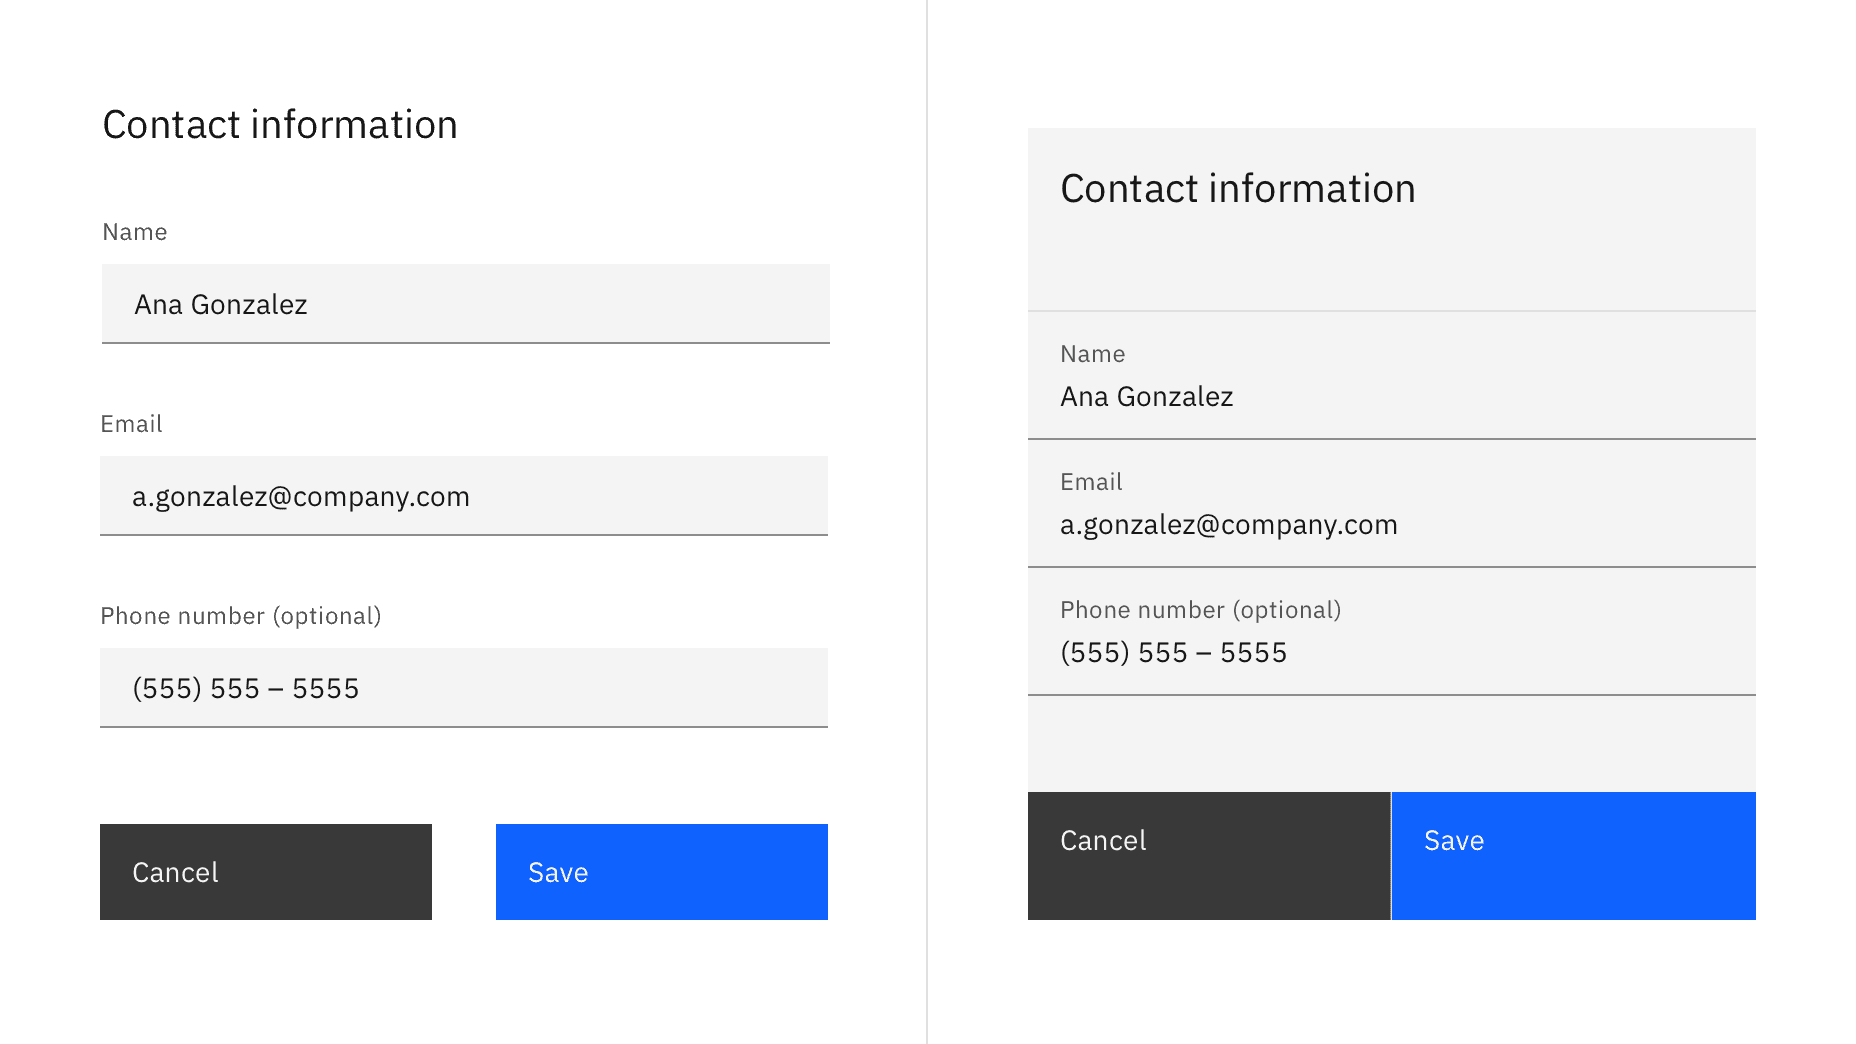 Contact information
Name
Ana Gonzalez
Email
a.gonzalez@company.com
Phone number (optional)
(555) 555 – 5555
Cancel
Save
Contact information
Name
Ana Gonzalez
Email
a.gonzalez@company.com
Phone number (optional)
(555) 555 – 5555
Cancel
Save